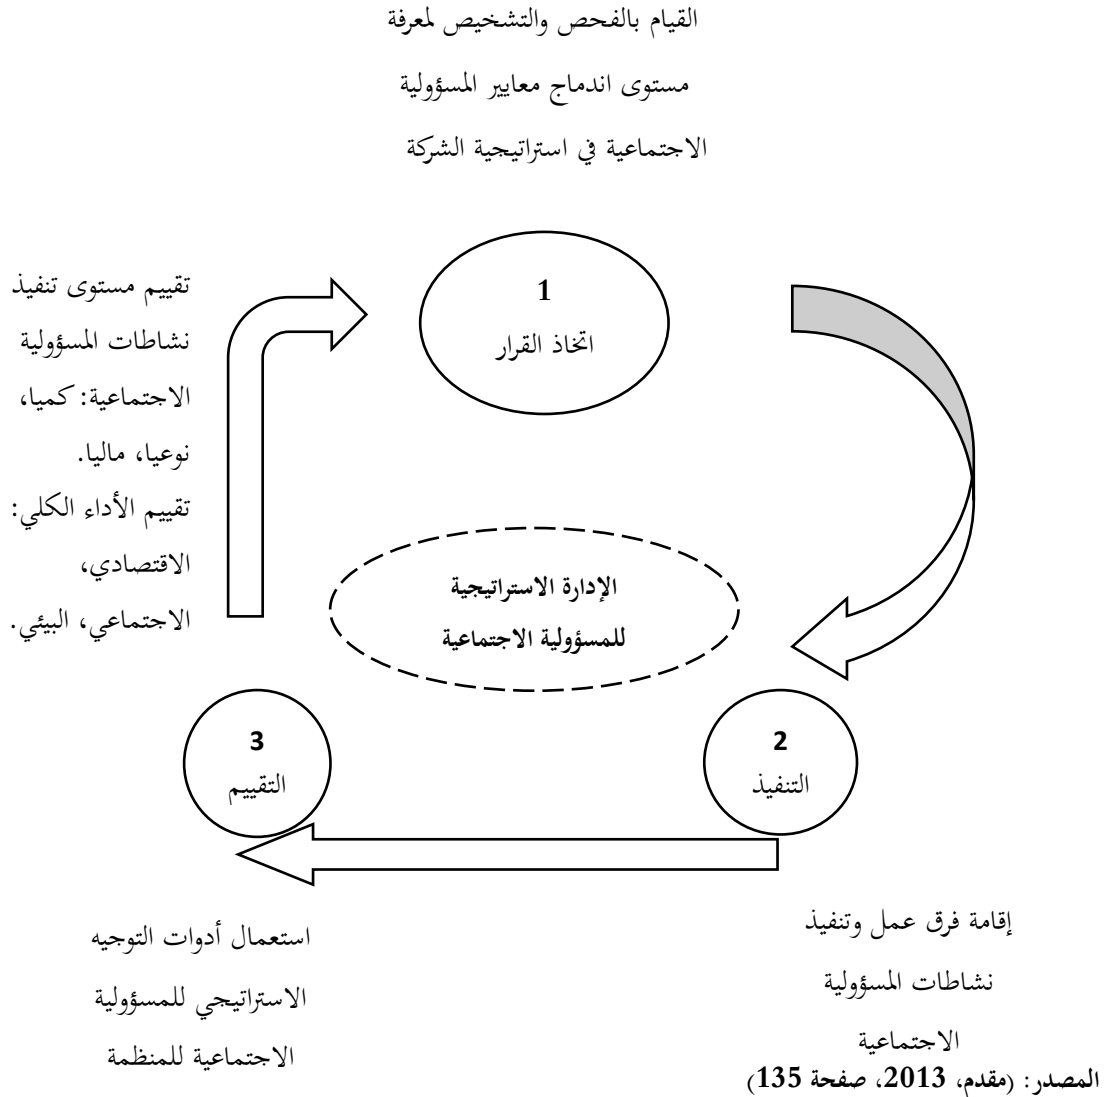 القيام بالفحص والتشخيص لمعرفة
مستوى اندماج معايير المسؤولية
الاجتماعية في استراتيجية الشركة
1
اتخاذ القرار
تقييم مستوى تنفيذ
نشاطات المسؤولية
الاجتماعية: كميا،
نوعيا، ماليا.
تقييم الأداء الكلي:
الاقتصادي،
الاجتماعي، البيئي.
الإدارة الاستراتيجية
للمسؤولية الاجتماعية
2
التنفيذ
3
التقييم
إقامة فرق عمل وتنفيذ
نشاطات المسؤولية
الاجتماعية
استعمال أدوات التوجيه
الاستراتيجي للمسؤولية
الاجتماعية للمنظمة
المصدر: (مقدم، 2013، صفحة 135)